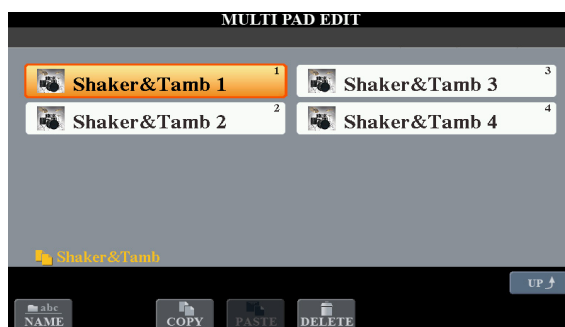 MULTI PAD EDIT
Shaker&Tamb 1 1
Shaker&Tamb 2 2
Shaker&Tamb 3 3
Shaker&Tamb 4 4
Shaker&Tamb
UP
abc
NAME
COPY
PASTE
DELETE